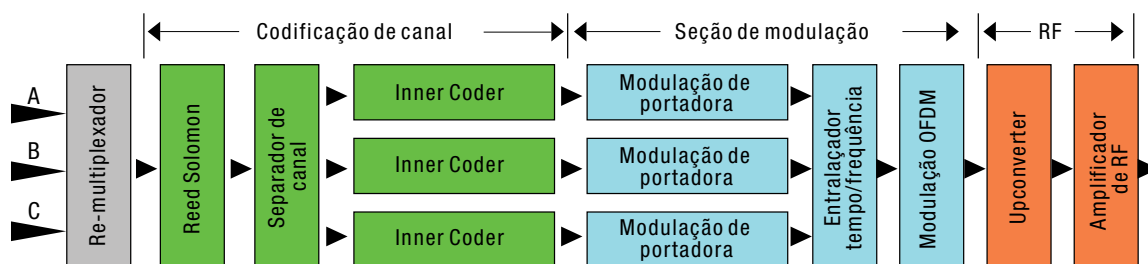 Codificação de canal
Seção de modulação
RF
A
B
C
Re-multiplexador
Reed Solomon
Separador de
canal
Inner Coder
Inner Coder
Inner Coder
Modulação de
portadora
Modulação de
portadora
Modulação de
portadora
Entralaçador
tempo/frequência
Modulação OFDM
Upconverter
Amplificador
de RF